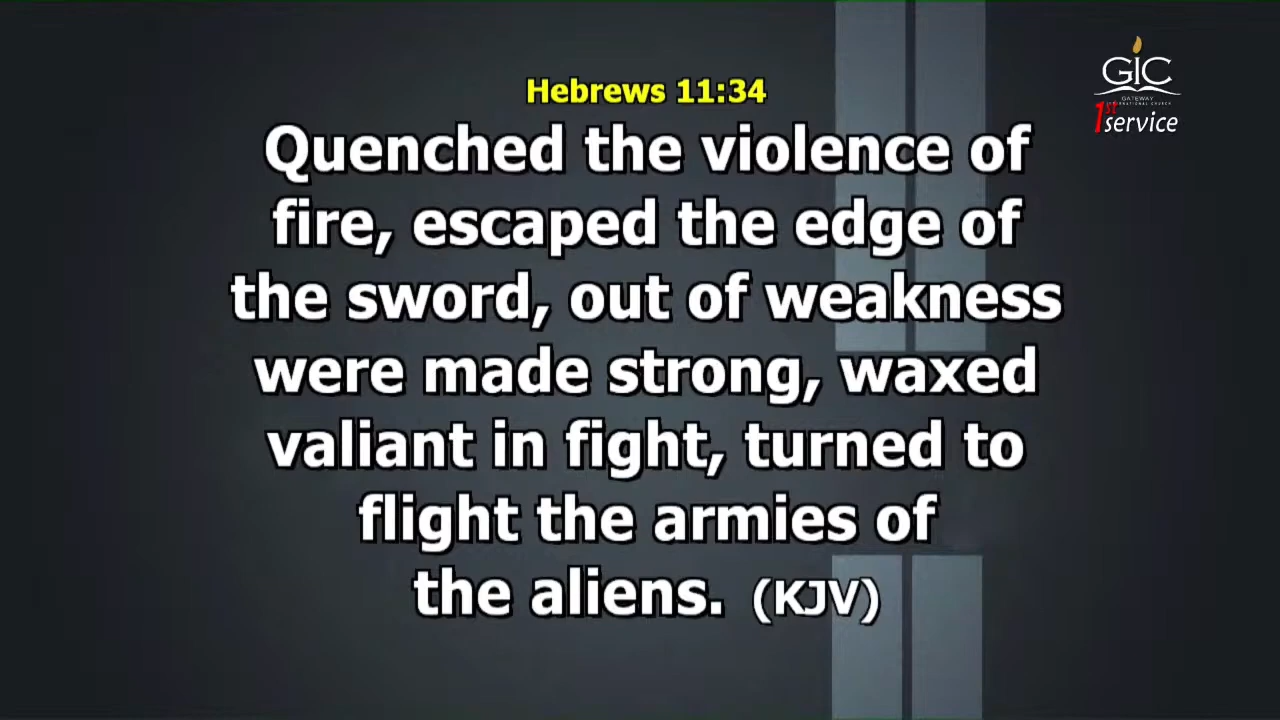 Hebrews 11:34
Quenched the violence of
fire, escaped the edge of
the sword, out of weakness
were made strong, waxed
valiant in fight, turned to
flight the armies of
the aliens. (KJV)
GIC
GATEWAY
INTERNATIONAL CHURCH
1st service